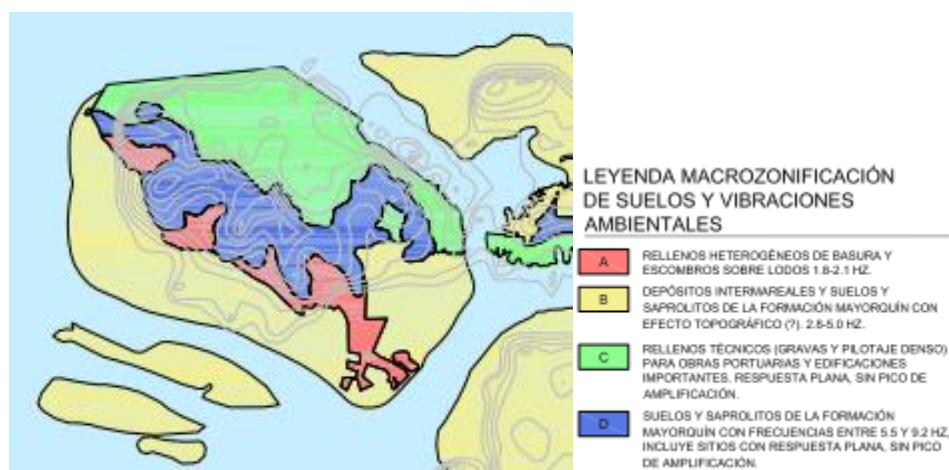 LEYENDA MACROZONIFICACIÓN
DE SUELOS Y VIBRACIONES
AMBIENTALES
A RELLENOS HETEROGÉNEOS DE BASURA Y
ESCOMBROS SOBRE LODOS 1.8-2.1 HZ.
B DEPÓSITOS INTERMAREALES Y SUELOS Y
SAPROLITOS DE LA FORMACIÓN MAYORQUÍN CON
EFECTO TOPOGRÁFICO (?). 2.8-5.0 HZ.
C RELLENOS TÉCNICOS (GRAVAS Y PILOTAJE DENSO)
PARA OBRAS PORTUARIAS Y EDIFICACIONES
IMPORTANTES. RESPUESTA PLANA, SIN PICO DE
AMPLIFICACIÓN.
D SUELOS Y SAPROLITOS DE LA FORMACIÓN
MAYORQUÍN CON FRECUENCIAS ENTRE 5.5 Y 9.2 HZ,
INCLUYE SITIOS CON RESPUESTA PLANA, SIN PICO
DE AMPLIFICACIÓN.